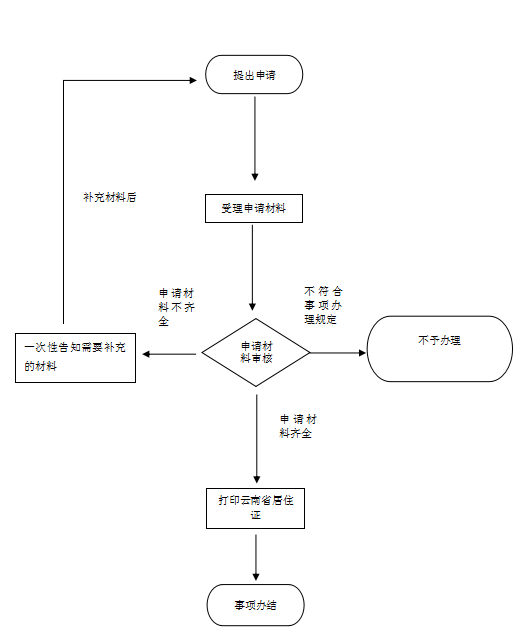 提出申请
补充材料后
受理申请材料
申请材
料不齐
全
不符合
事项办
理规定
一次性告知需要补充
的材料
申请材
料审核
不予办理
申请材
料齐全
打印云南省居住
证
事项办结